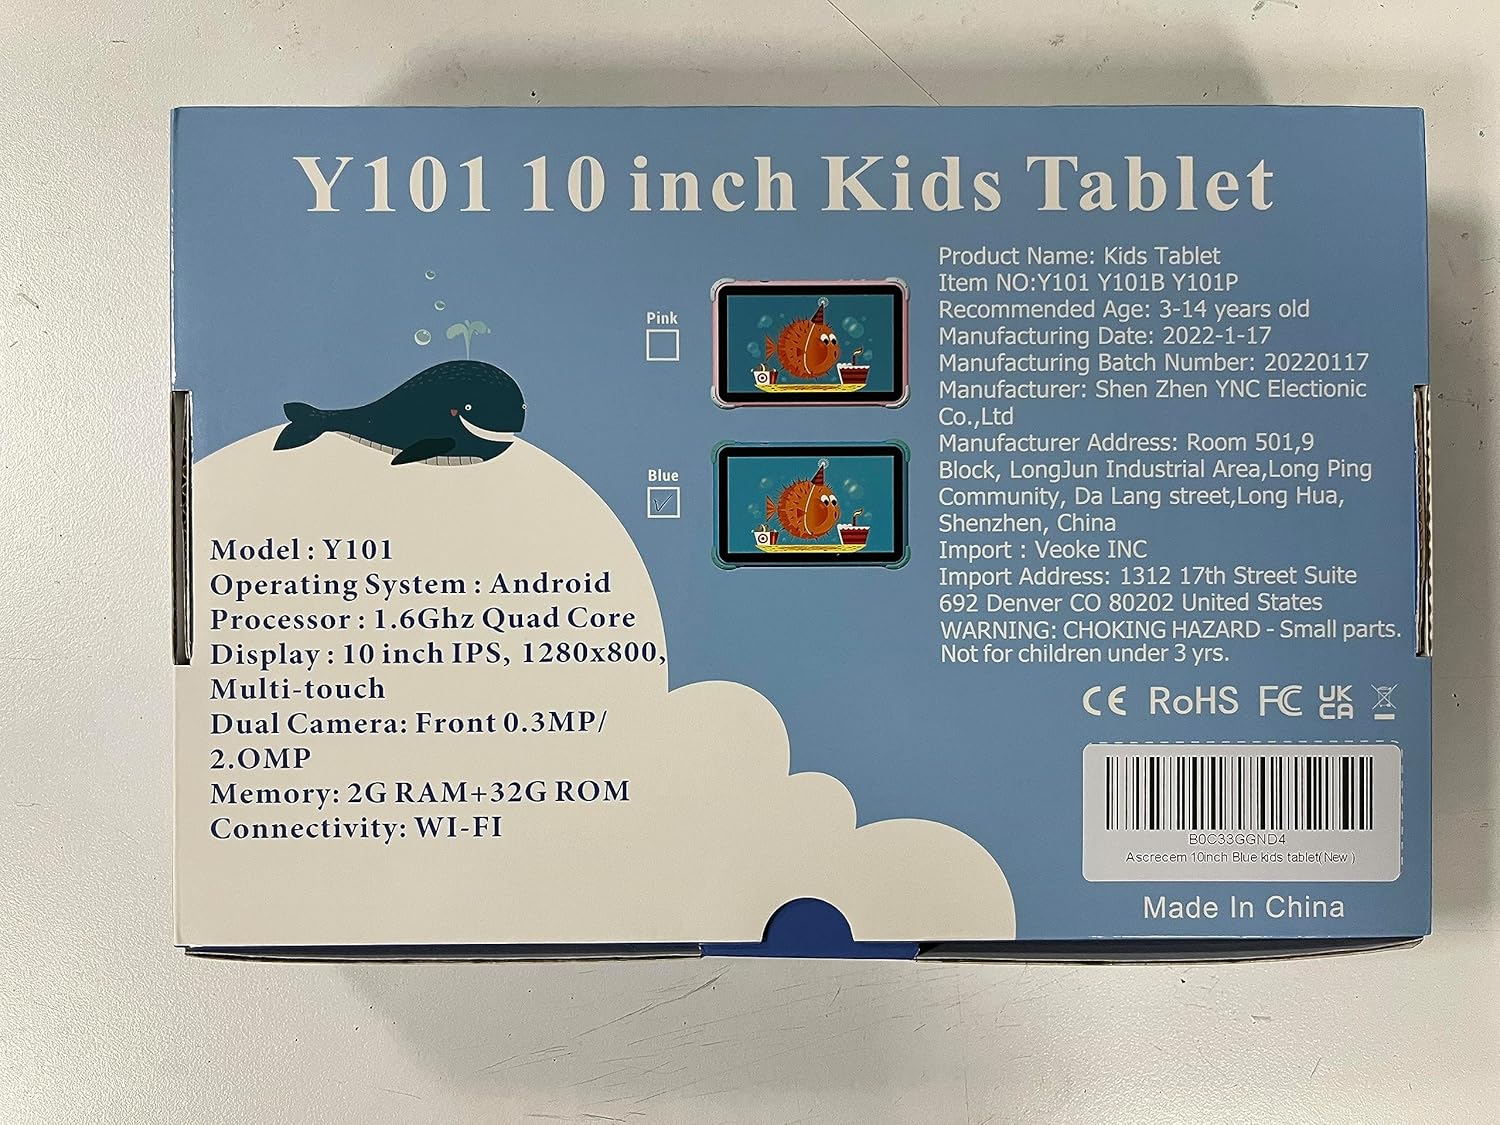 Y101 10 inch Kids Tablet
Pink
Blue
Product Name: Kids Tablet
Item NO:Y101 Y101B Y101P
Recommended Age: 3-14 years old
Manufacturing Date: 2022-1-17
Manufacturing Batch Number: 20220117
Manufacturer: Shen Zhen YNC Electionic
Co.,Ltd
Manufacturer Address: Room 501,9
Block, LongJun Industrial Area,Long Ping
Community, Da Lang street,Long Hua,
Shenzhen, China
Import : Veoke INC
Import Address: 1312 17th Street Suite
692 Denver CO 80202 United States
WARNING: CHOKING HAZARD - Small parts.
Not for children under 3 yrs.
Model : Y101
Operating System : Android
Processor : 1.6Ghz Quad Core
Display : 10 inch IPS, 1280x800,
Multi-touch
Dual Camera: Front 0.3MP/
2.OMP
Memory: 2G RAM+32G ROM
Connectivity: WI-FI
CE RoHS FC UK
CA
B0C33GGND4
Ascrecem 10inch Blue kids tablet(New )
Made In China